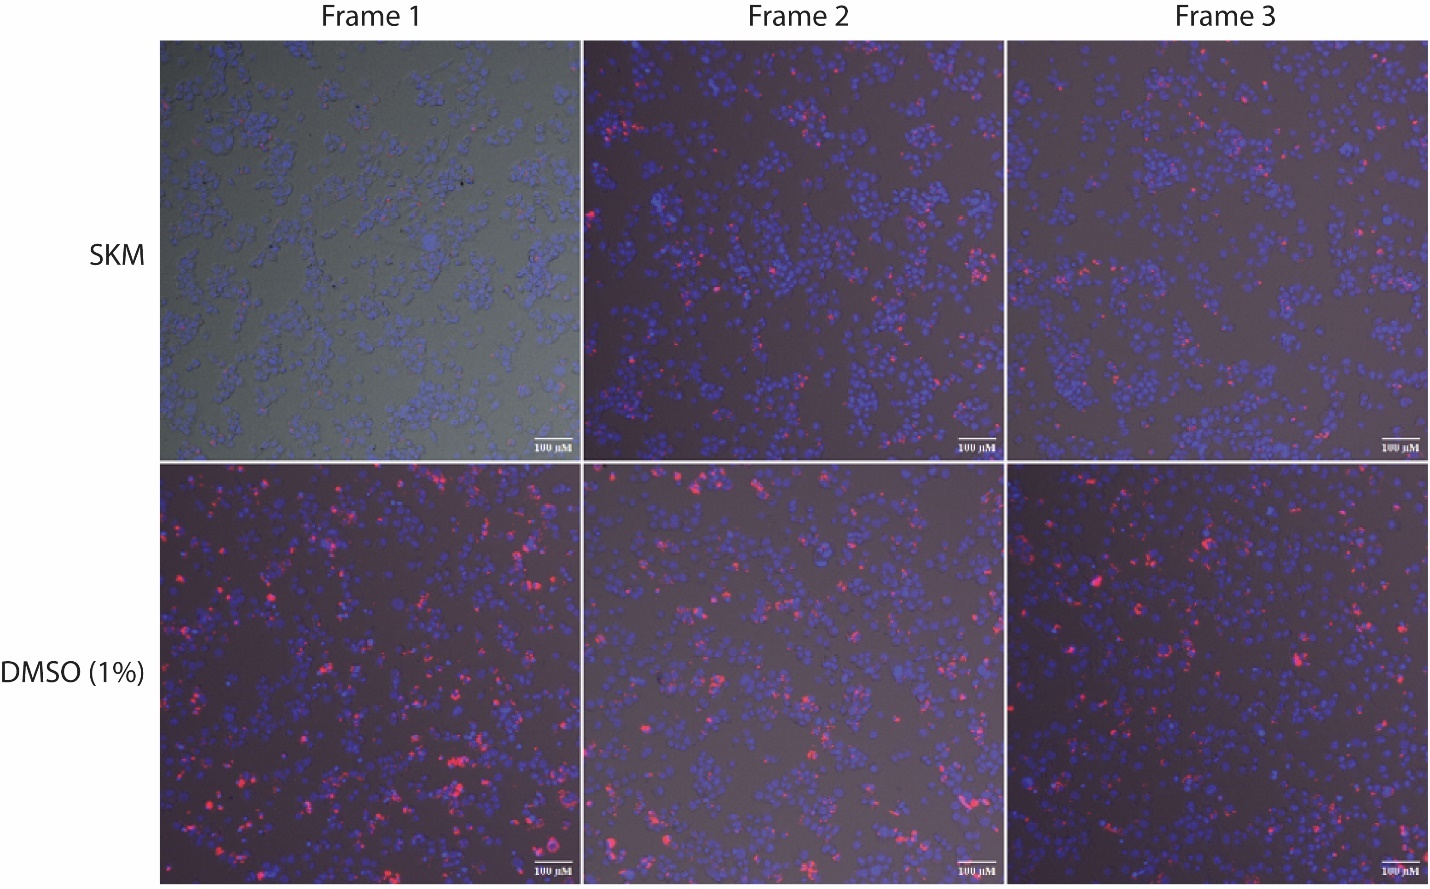 Frame 1 Frame 2 Frame 3
SKM
100 µM 100 µM 100 µM
DMSO (1%)
100 µM 100 µM 100 µM